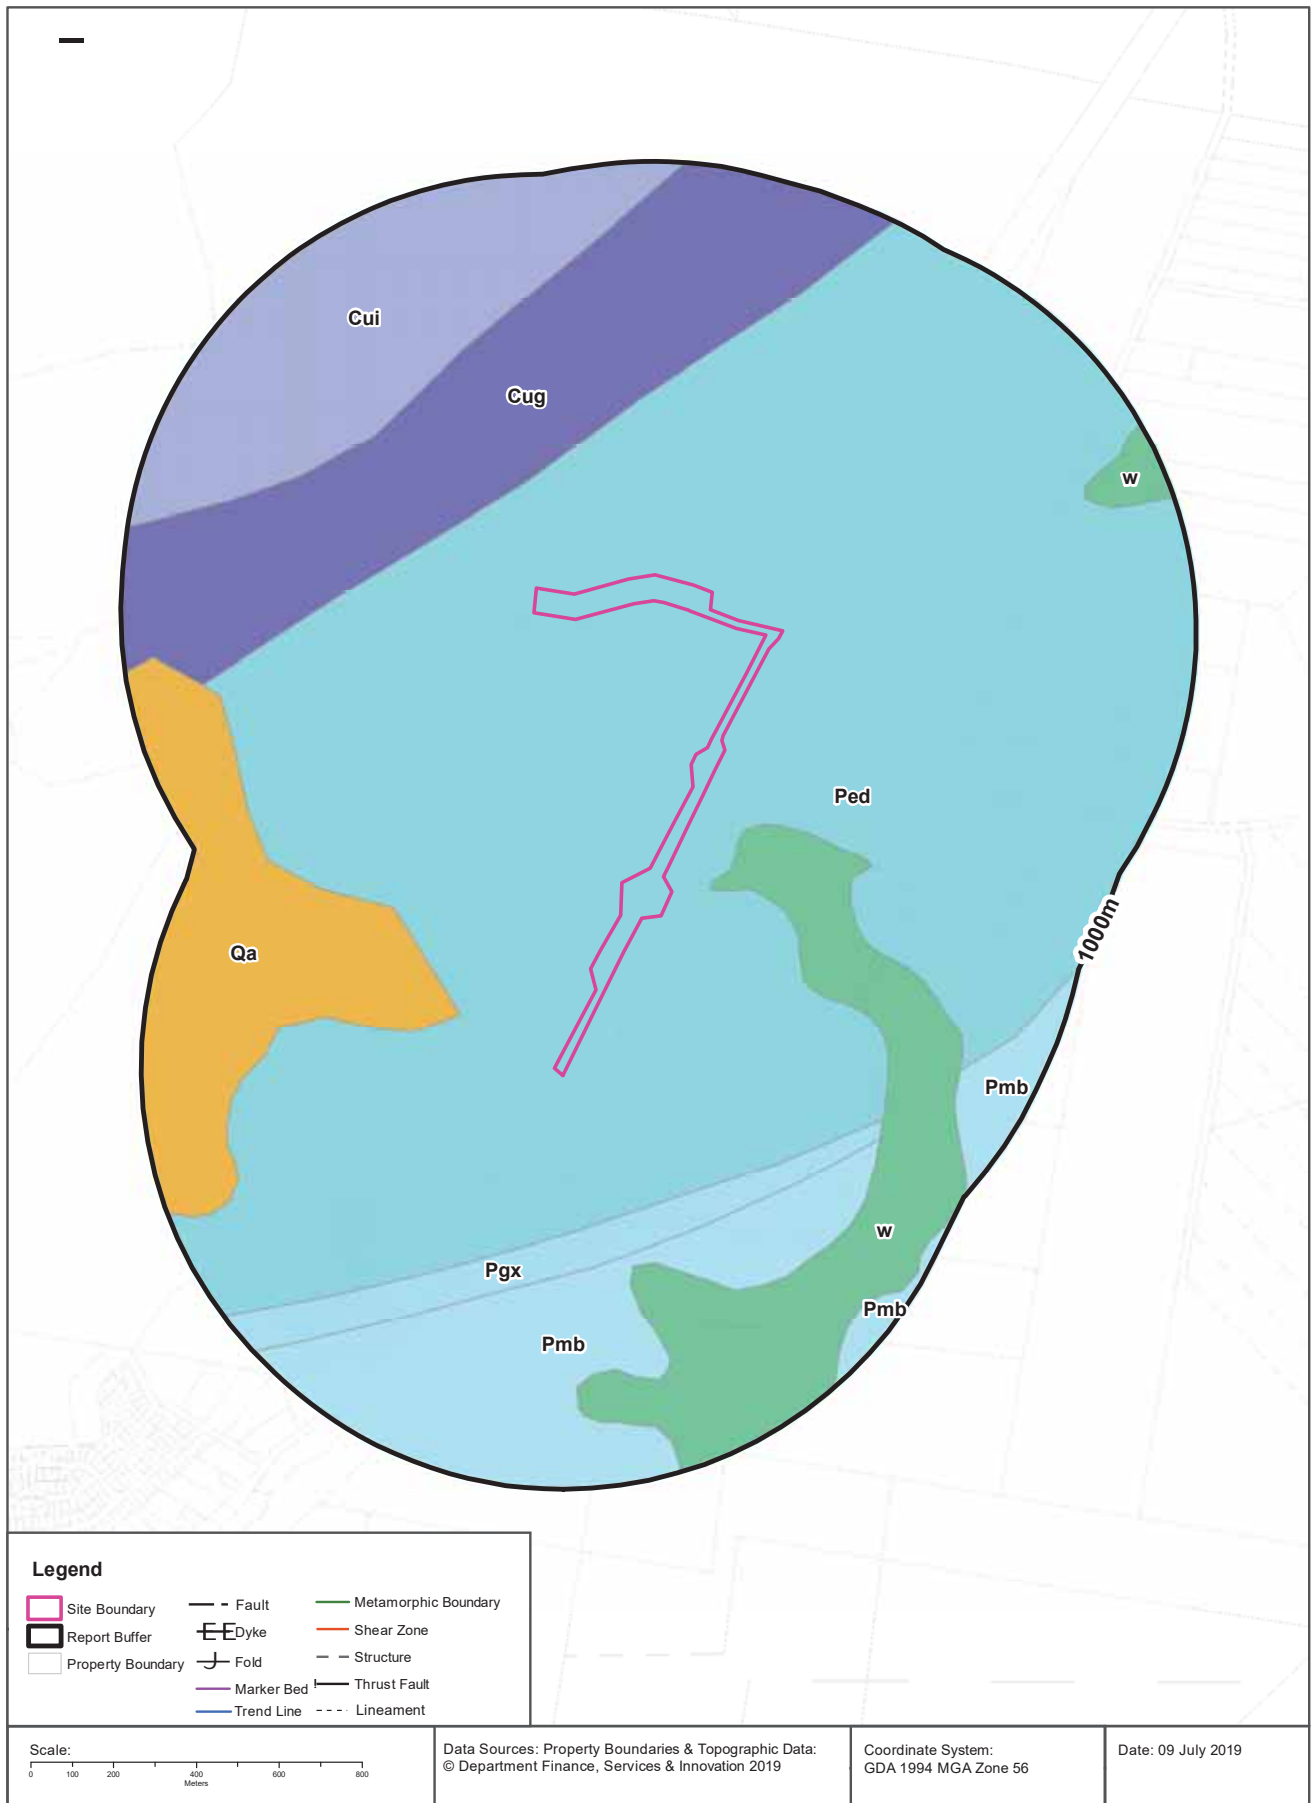 Cui
Cug
w
Ped
1000m
Qa
Pmb
w
Pgx
Pmb
Pmb
Legend
Site Boundary
Report Buffer
Property Boundary
Fault
Dyke
Fold
Marker Bed
Trend Line
Metamorphic Boundary
Shear Zone
Structure
Thrust Fault
Lineament
Scale:
0 100 200 400 600 800
Meters
Data Sources: Property Boundaries & Topographic Data:
© Department Finance, Services & Innovation 2019
Coordinate System:
GDA 1994 MGA Zone 56
Date: 09 July 2019